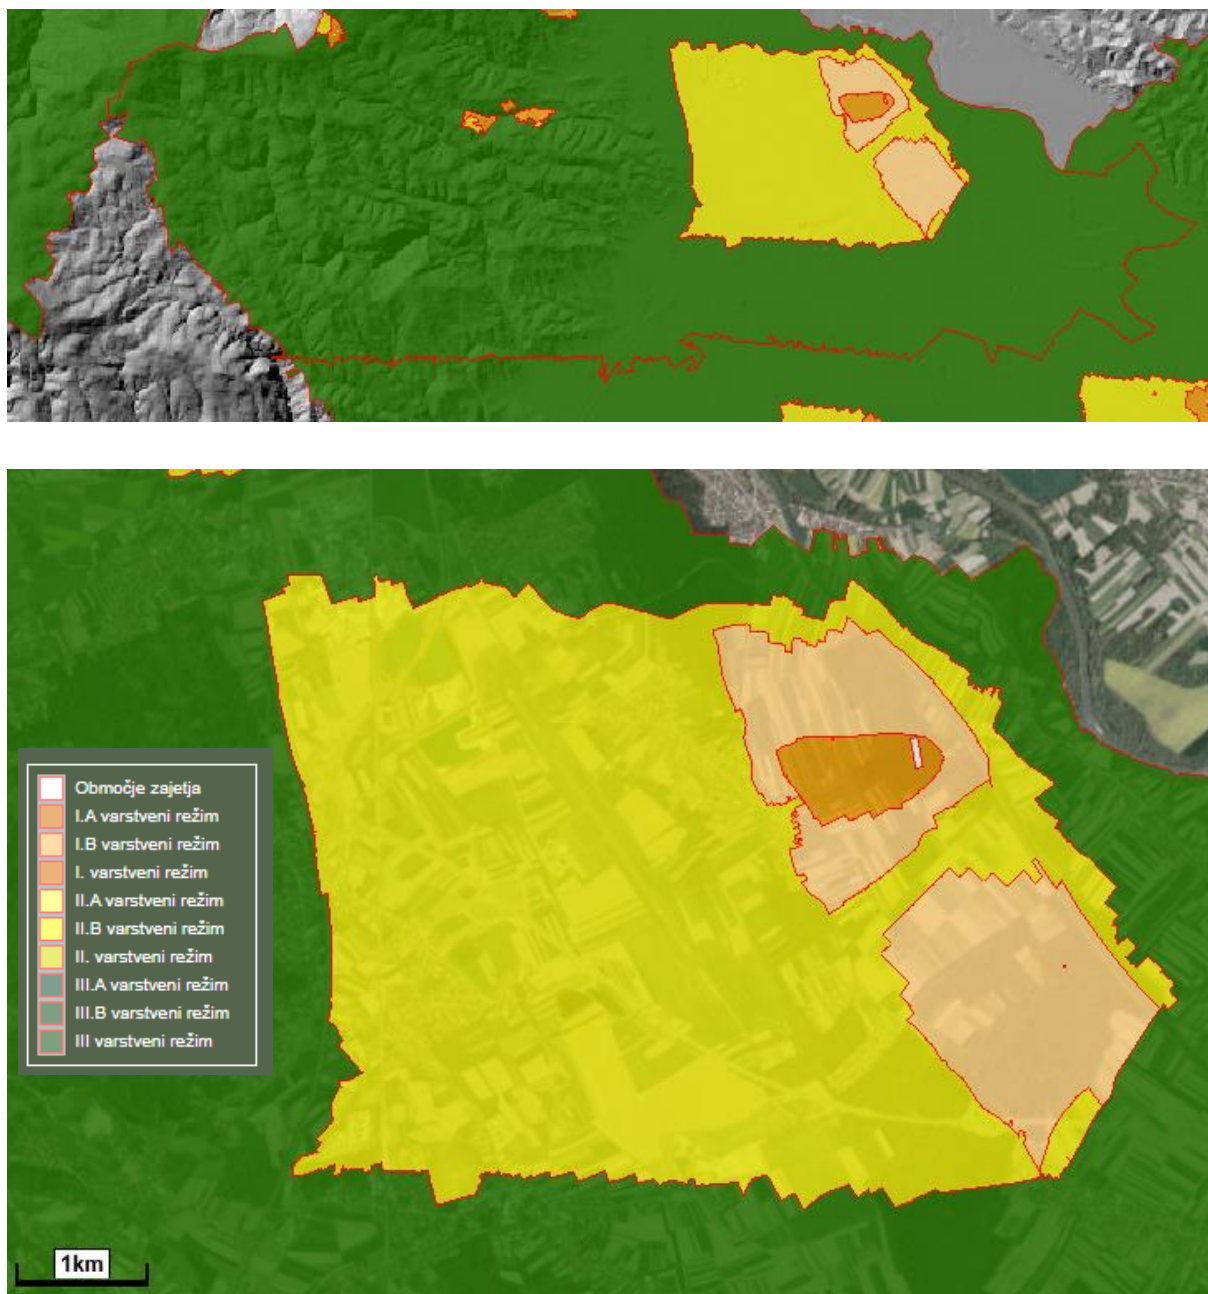 Območje zajetja
I.A varstveni režim
I.B varstveni režim
I. varstveni režim
II.A varstveni režim
II.B varstveni režim
II. varstveni režim
III.A varstveni režim
III.B varstveni režim
III varstveni režim
1km